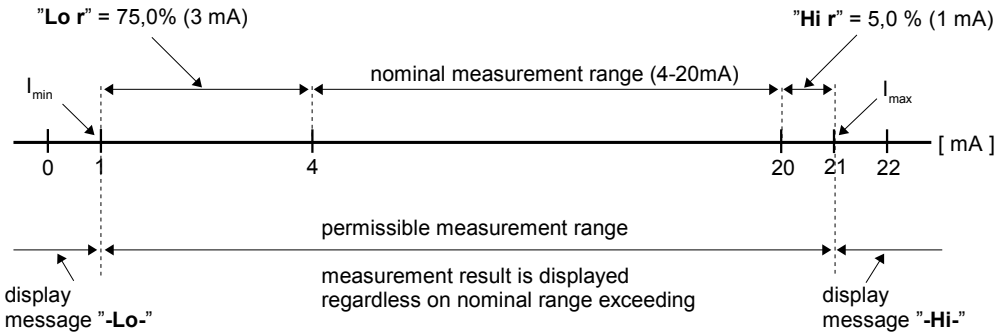 "Lo r" = 75,0% (3 mA)
"Hi r" = 5,0 % (1 mA)
nominal measurement range (4-20mA)
Imin
Imax
[ mA ]
0 1 4 20 21 22
permissible measurement range
measurement result is displayed
regardless on nominal range exceeding
display
message "-Lo-"
display
message "-Hi-"